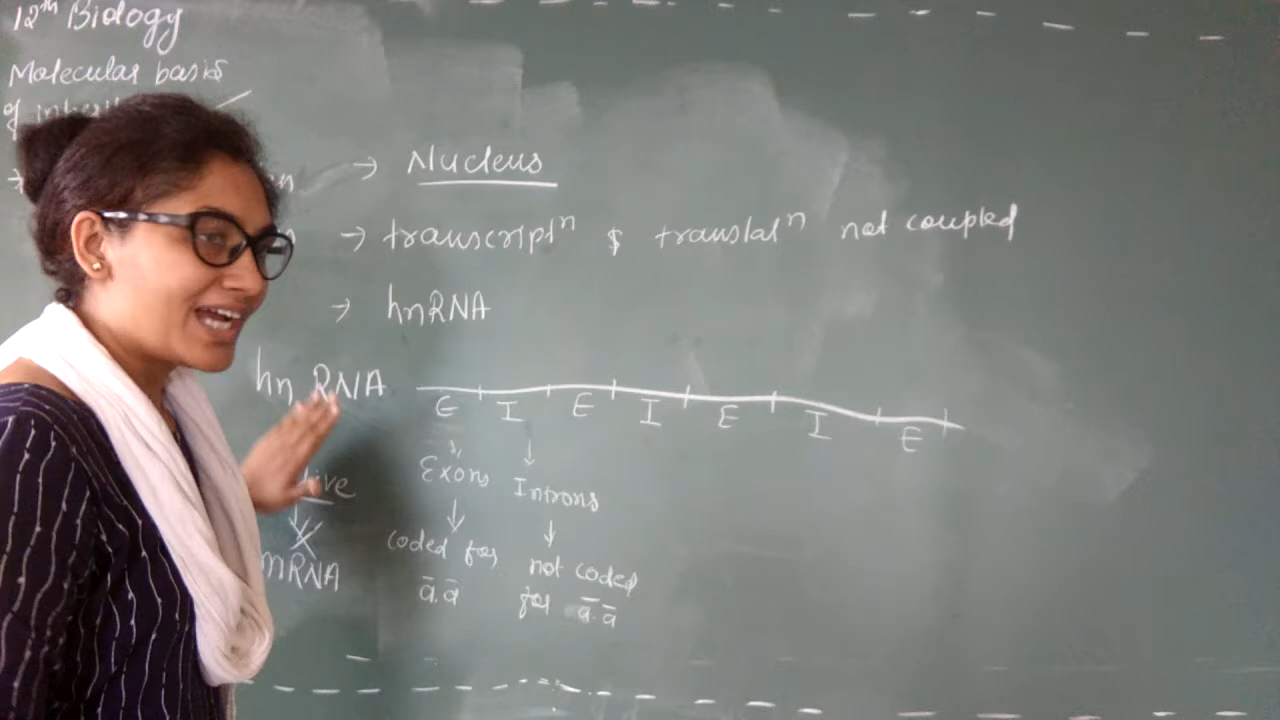 12th Biology
Molecular basis
of
→ Nucleus
→ transcriptⁿ & translatⁿ not coupled
→ hnRNA
hn RNA
E I E I E I E
↓ ↓
Exons Introns
↓ ↓
coded for not coded
ā.ā for ā.ā
↓
mRNA